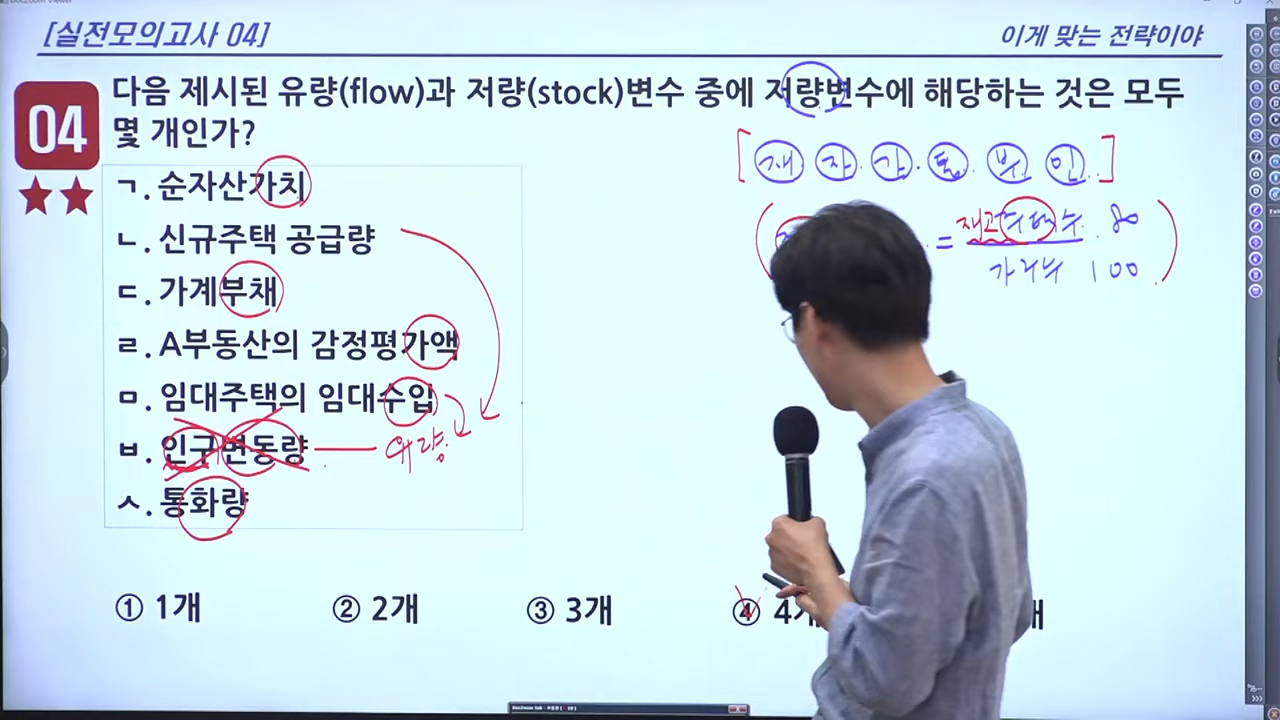 [실전모의고사 04]
이게 맞는 전략이야
04
다음 제시된 유량(flow)과 저량(stock)변수 중에 저량변수에 해당하는 것은 모두
몇 개인가?
[재 자. 가. 통 부 인.]
ㄱ. 순자산가치
ㄴ. 신규주택 공급량
ㄷ. 가계부채
ㄹ. A부동산의 감정평가액
ㅁ. 임대주택의 임대수입
ㅂ. 인구변동량 — 유량
ㅅ. 통화량
= 재고주택수 80
가구수 100
① 1개
② 2개
③ 3개
④ 4개